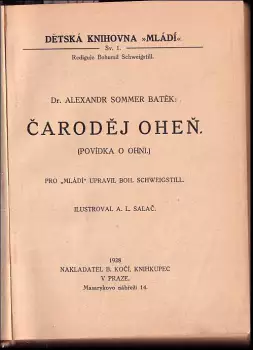 DĚTSKÁ KNIHOVNA »MLÁDÍ«
Sv. 1.
Rediguje Bohumil Schweigstill.
Dr. ALEXANDR SOMMER BATĚK:
ČARODĚJ OHEŇ.
(POVÍDKA O OHNI.)
PRO „MLÁDÍ“ UPRAVIL BOH. SCHWEIGSTILL.
ILUSTROVAL A. L. SALAČ.
1928
NAKLADATEL B. KOČÍ, KNIHKUPEC
V PRAZE,
Masarykovo nábřeží 14.